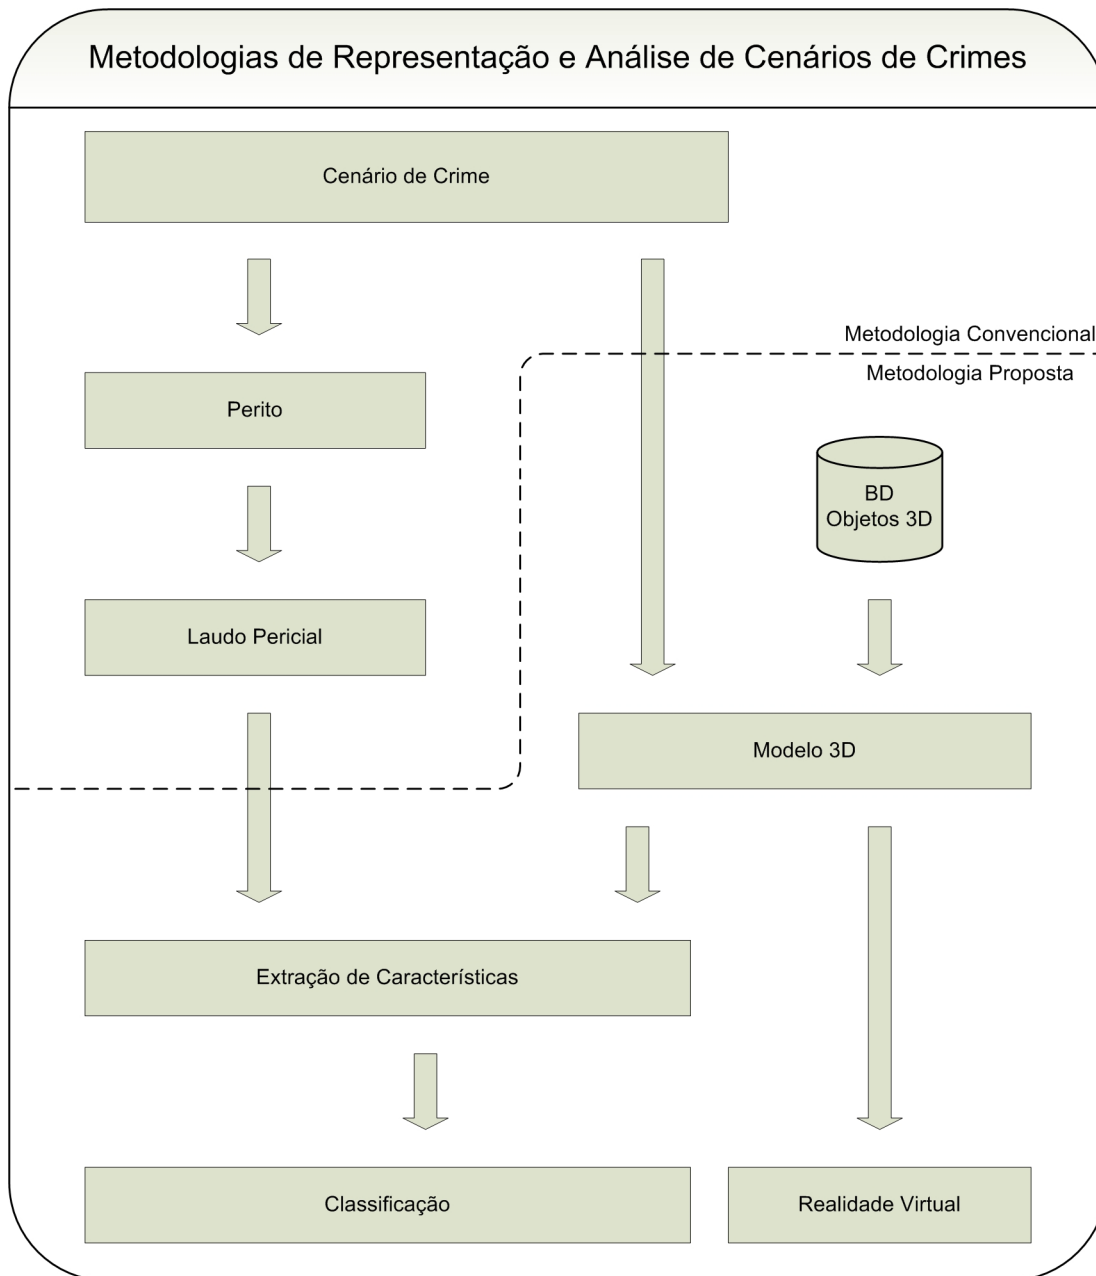 Metodologias de Representação e Análise de Cenários de Crimes
Cenário de Crime
Metodologia Convencional
Metodologia Proposta
Perito
BD
Objetos 3D
Laudo Pericial
Modelo 3D
Extração de Característicias
Classificação
Realidade Virtual